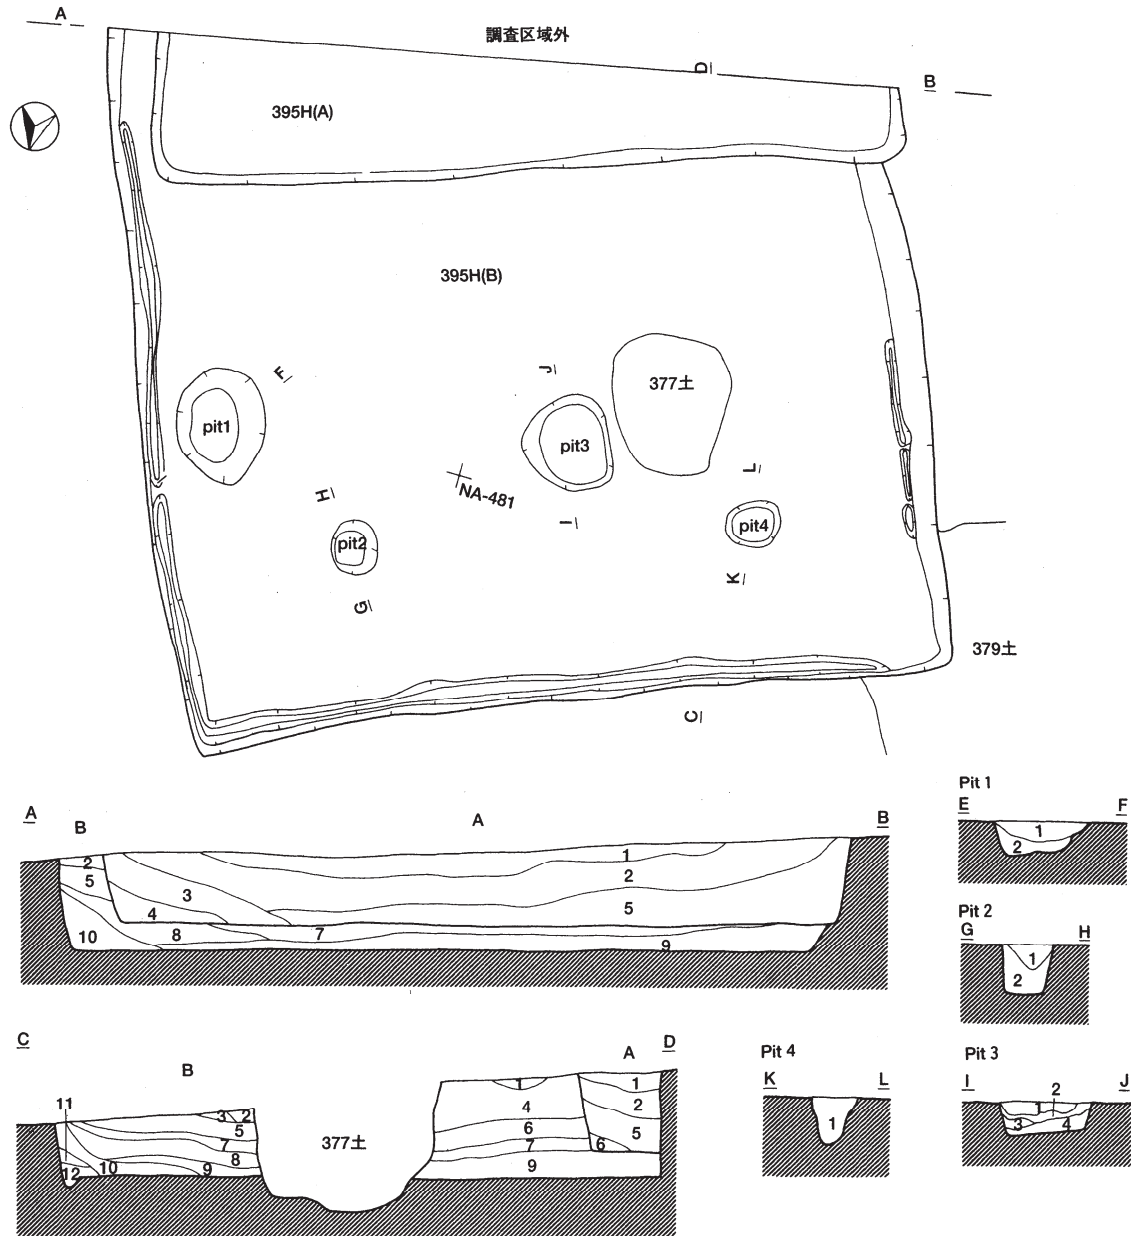 A
調査区域外
D
B
395H(A)
395H(B)
F
J
377土
pit1
pit3
L
H
NA-481
I
pit4
pit2
K
G
379土
C
Pit 1
A
B
A
B
E
F
1
2
1
2
2
5
3
5
4
10
8
7
9
Pit 2
G
H
1
2
C
B
A
D
Pit 4
K
L
1
Pit 3
I
J
2
1
3
4
11
3
2
5
7
8
12
10
9
377土
1
4
6
7
9
1
2
5
6